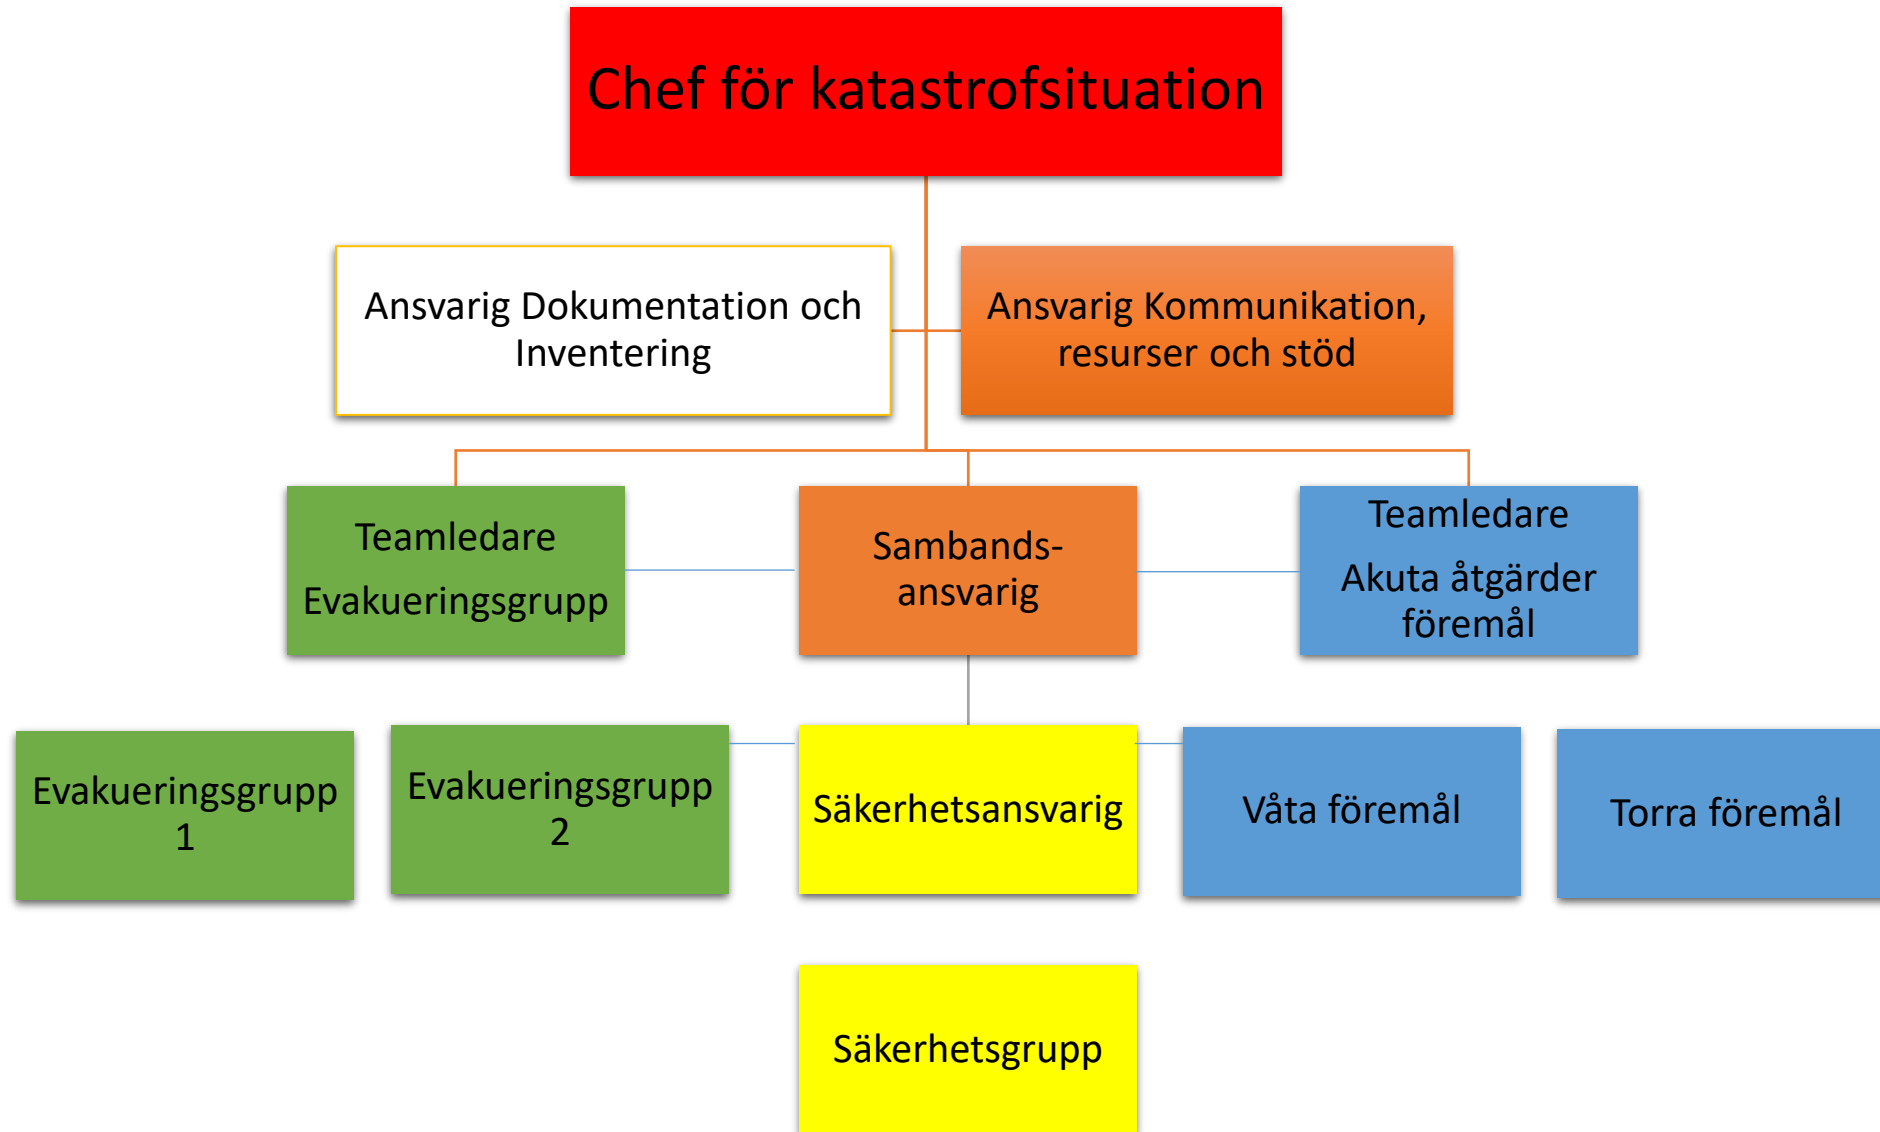 Chef för katastrofsituation
Ansvarig Dokumentation och
Inventering
Ansvarig Kommunikation,
resurser och stöd
Teamledare
Evakueringsgrupp
Sambands-
ansvarig
Teamledare
Akuta åtgärder
föremål
Evakueringsgrupp
1
Evakueringsgrupp
2
Säkerhetsansvarig
Våta föremål
Torra föremål
Säkerhetsgrupp